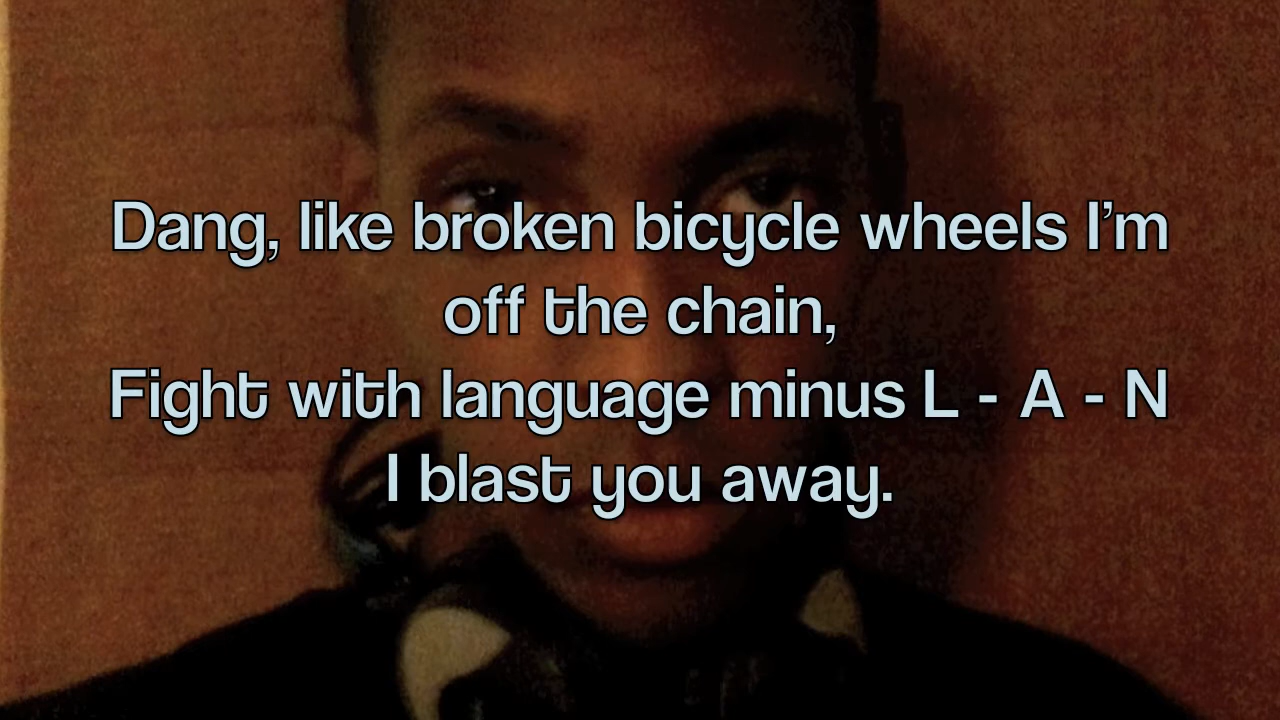 Dang, like broken bicycle wheels I’m
off the chain,
Fight with language minus L - A - N
I blast you away.